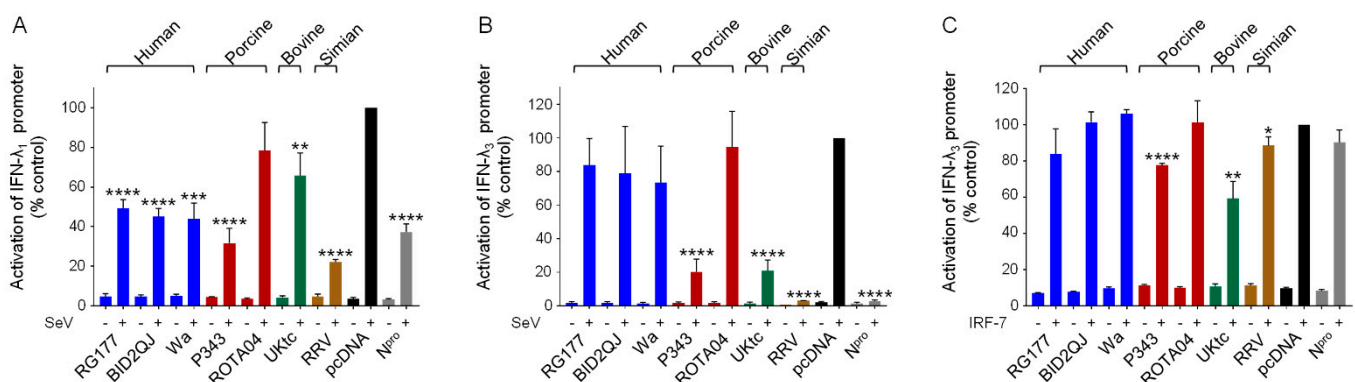 A
Human
Porcine
Bovine
Simian
Activation of IFN-λ1 promoter
(% control)
100
80
60
40
20
0
**** **** *** **** ** **** ****
SeV - + - + - + - + - + - + - + - + - +
RG177 BID2QJ Wa P343 ROTA04 UKtc RRV pcDNA Npro
B
Human
Porcine
Bovine
Simian
Activation of IFN-λ3 promoter
(% control)
120
100
80
60
40
20
0
**** **** **** ****
SeV - + - + - + - + - + - + - + - + - +
RG177 BID2QJ Wa P343 ROTA04 UKtc RRV pcDNA Npro
C
Human
Porcine
Bovine
Simian
Activation of IFN-λ3 promoter
(% control)
120
100
80
60
40
20
0
**** ** *
IRF-7 - + - + - + - + - + - + - + - + - +
RG177 BID2QJ Wa P343 ROTA04 UKtc RRV pcDNA Npro